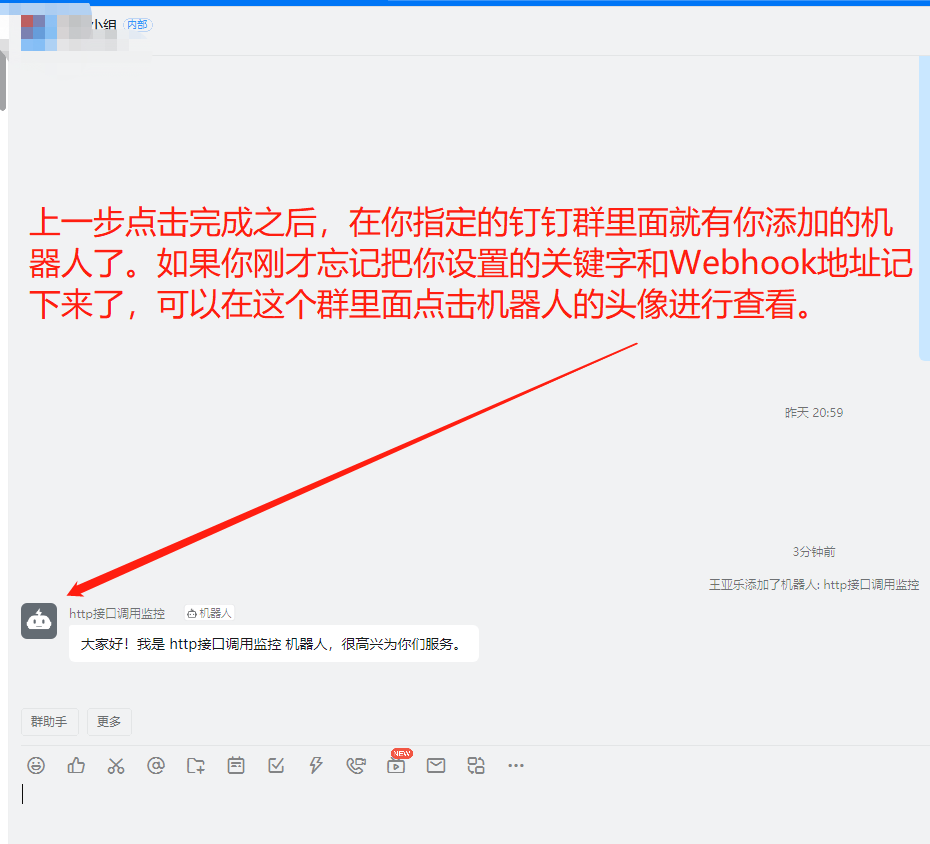 小组 内部
上一步点击完成之后，在你指定的钉钉群里面就有你添加的机
器人了。如果你刚才忘记把你设置的关键字和Webhook地址记
下来了，可以在这个群里面点击机器人的头像进行查看。
昨天 20:59
3分钟前
王亚乐添加了机器人: http接口调用监控
http接口调用监控 机器人
大家好！我是 http接口调用监控 机器人，很高兴为你们服务。
群助手 更多
NEW